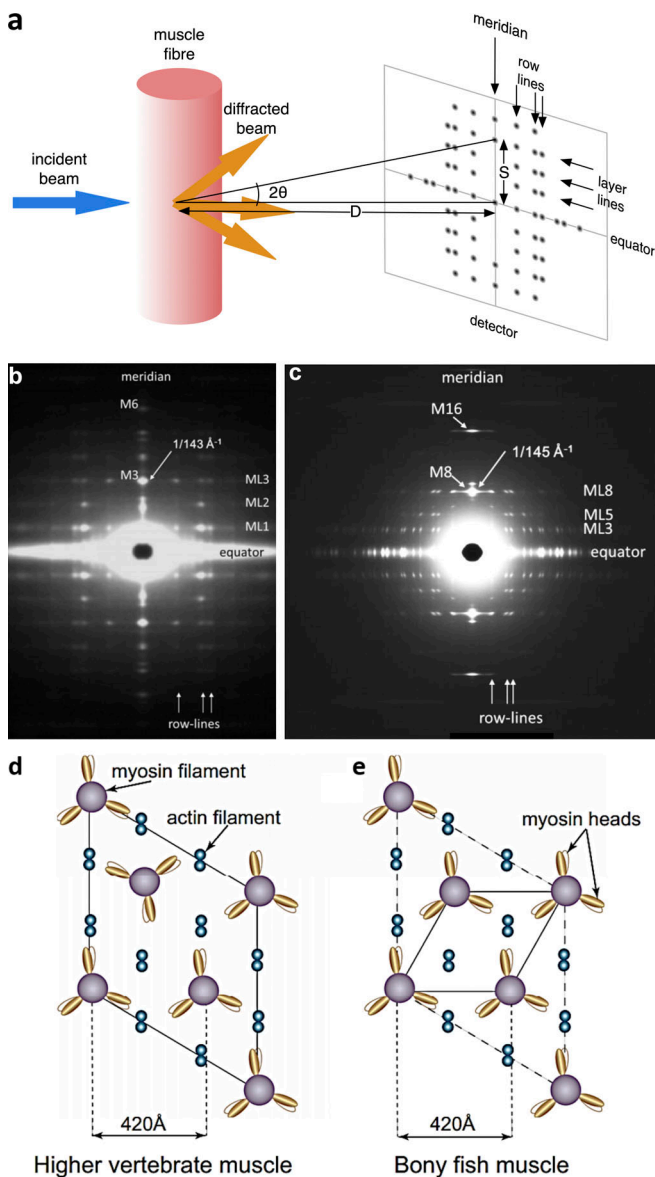 a
muscle
fibre
incident
beam
diffracted
beam
2θ
D
S
meridian
row
lines
layer
lines
equator
detector
b
meridian
M6
1/143 Å⁻¹
M3
ML3
ML2
ML1
equator
row-lines
c
meridian
M16
1/145 Å⁻¹
M8
ML8
ML5
ML3
equator
row-lines
d
myosin filament
actin filament
420Å
Higher vertebrate muscle
e
myosin heads
420Å
Bony fish muscle